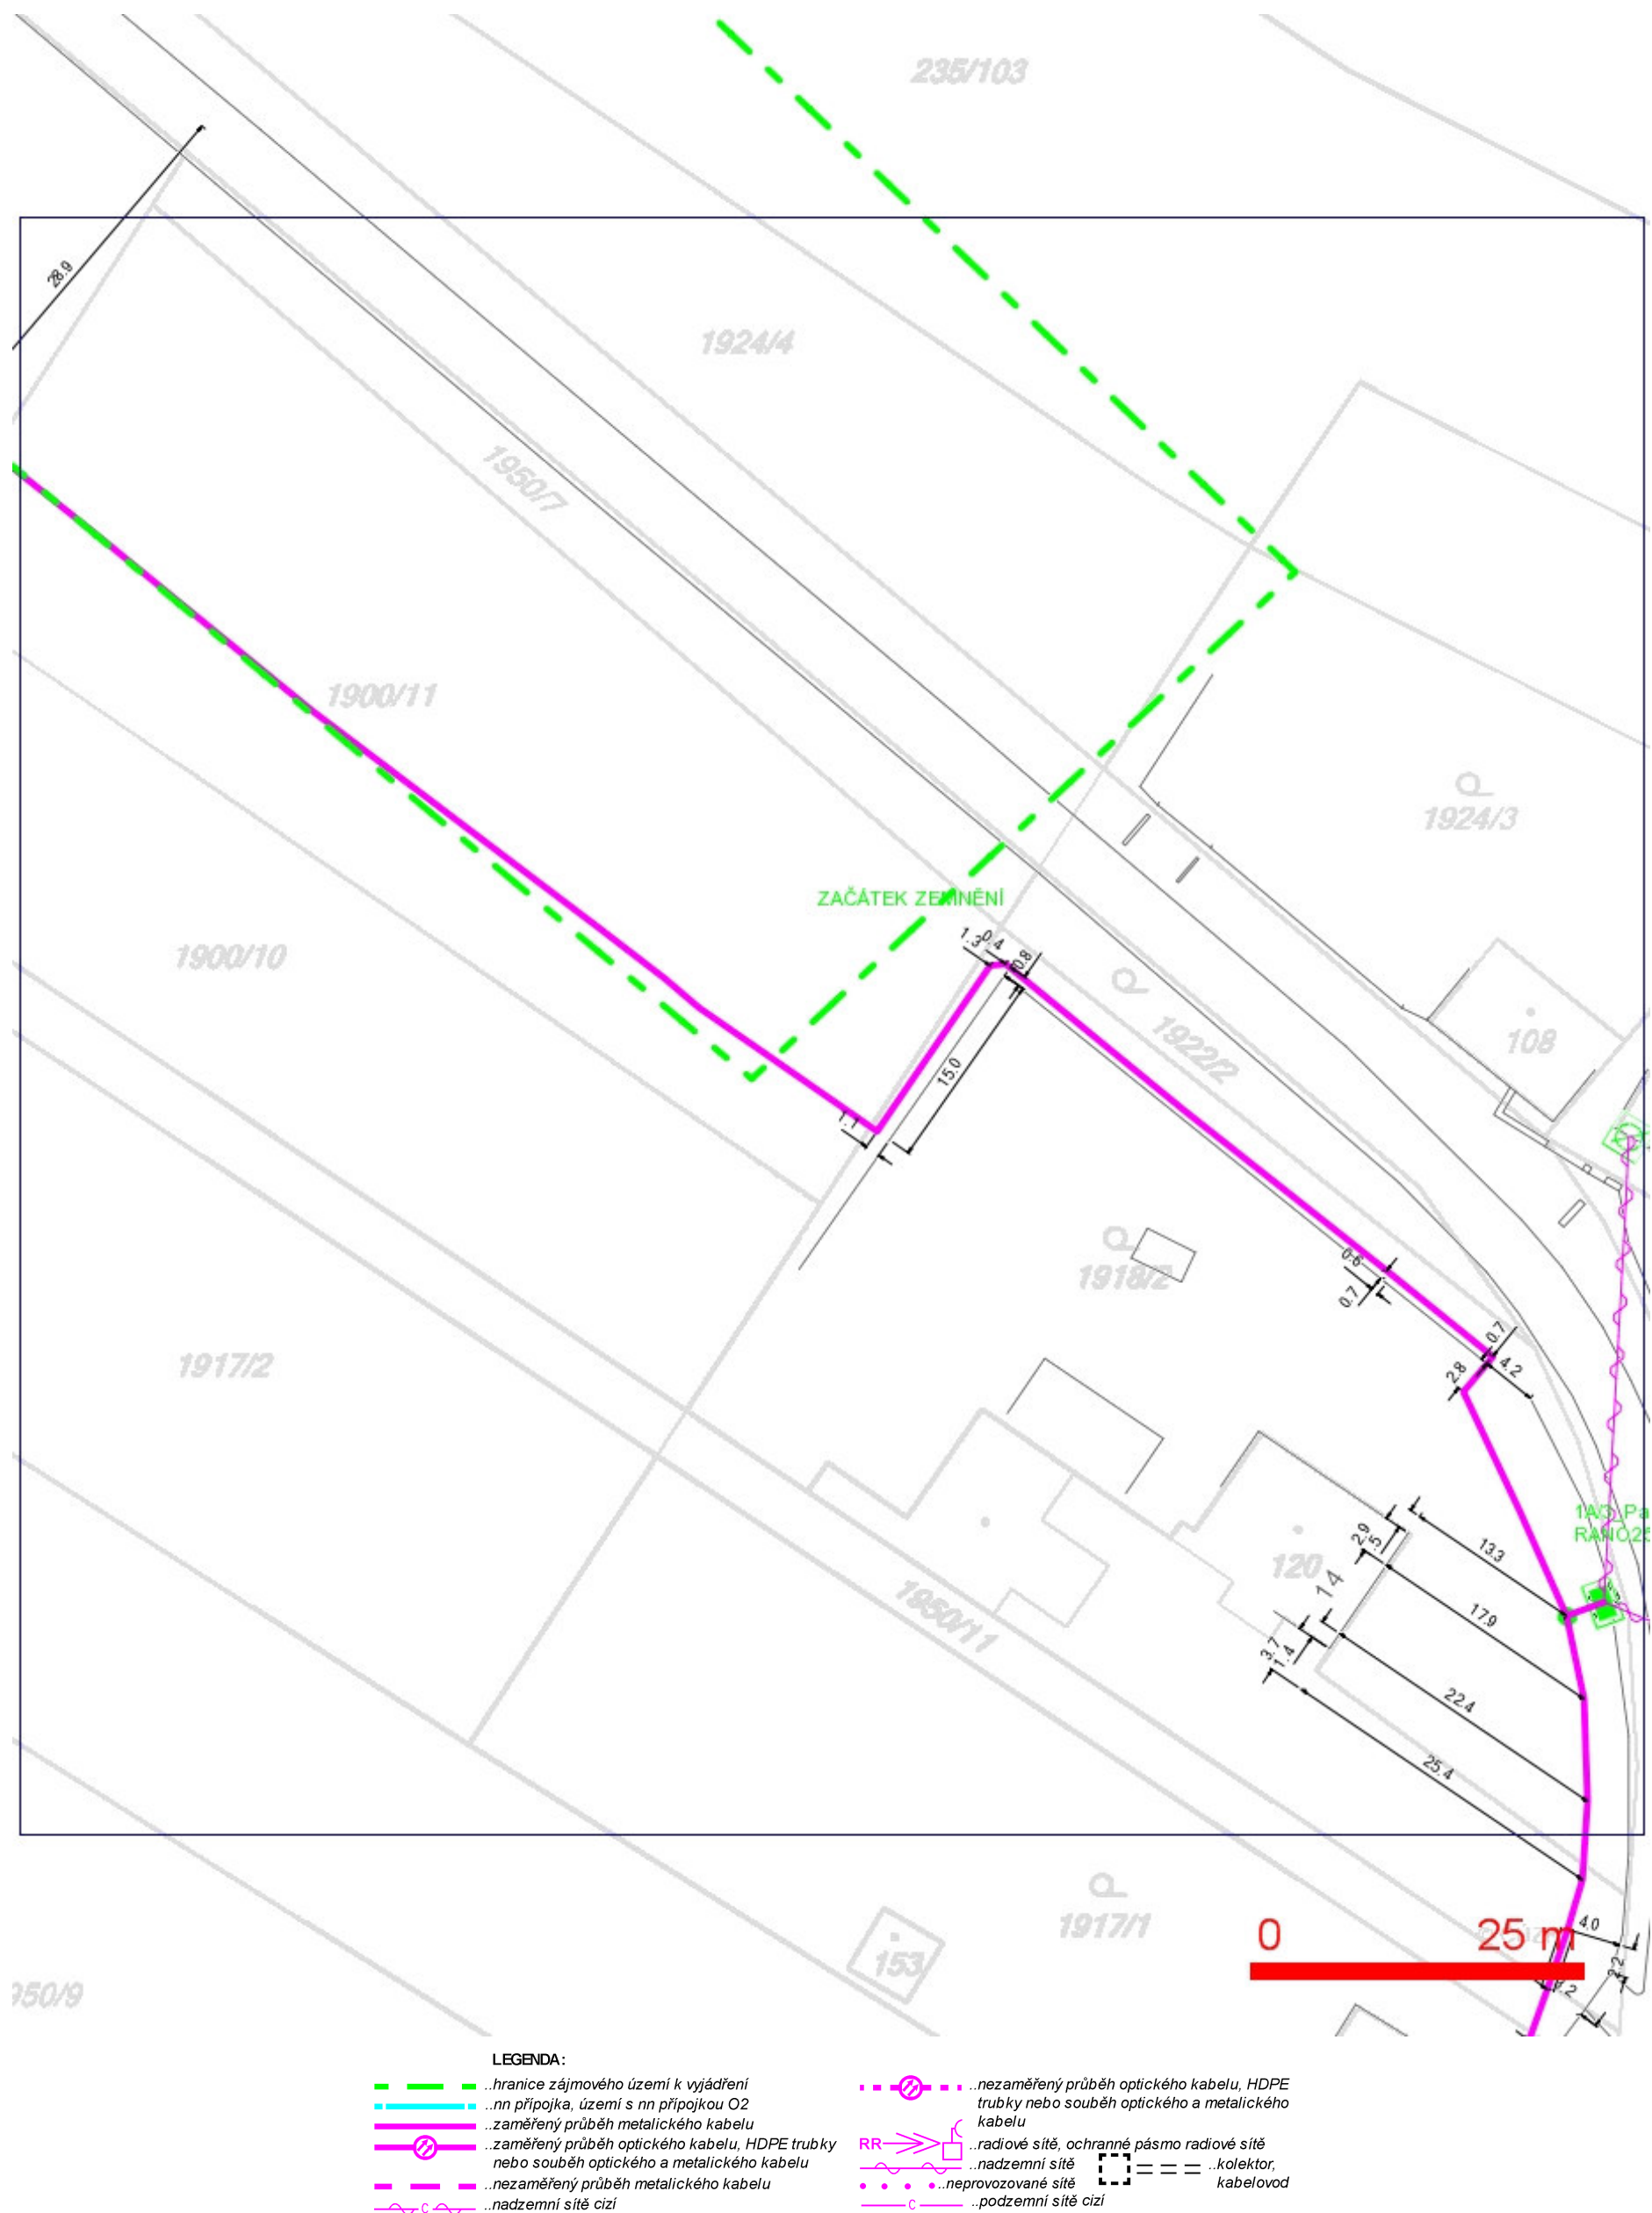 235/103
28.9
1924/4
1950/7
1900/11
1924/3
ZAČÁTEK ZEMNĚNÍ
1.3
0.4
0.8
1900/10
1922/2
108
15.0
1.1
1918/2
0.6
0.7
0.7
4.2
2.8
1917/2
1A/3_Pa
2.9
.5
13.3
120
14
17.9
1950/11
3.7
1.4
22.4
25.4
1917/1
153
0
25 m
4.0
950/9
LEGENDA:
..hranice zájmového území k vyjádření
..nn přípojka, území s nn přípojkou O2
..zaměřený průběh metalického kabelu
..zaměřený průběh optického kabelu, HDPE trubky
nebo souběh optického a metalického kabelu
..nezaměřený průběh metalického kabelu
C
..nadzemní sítě cizí
..nezaměřený průběh optického kabelu, HDPE
trubky nebo souběh optického a metalického
kabelu
RR
..radiové sítě, ochranné pásmo radiové sítě
..nadzemní sítě
..kolektor,
kabelovod
..neprovozované sítě
C
..podzemní sítě cizí